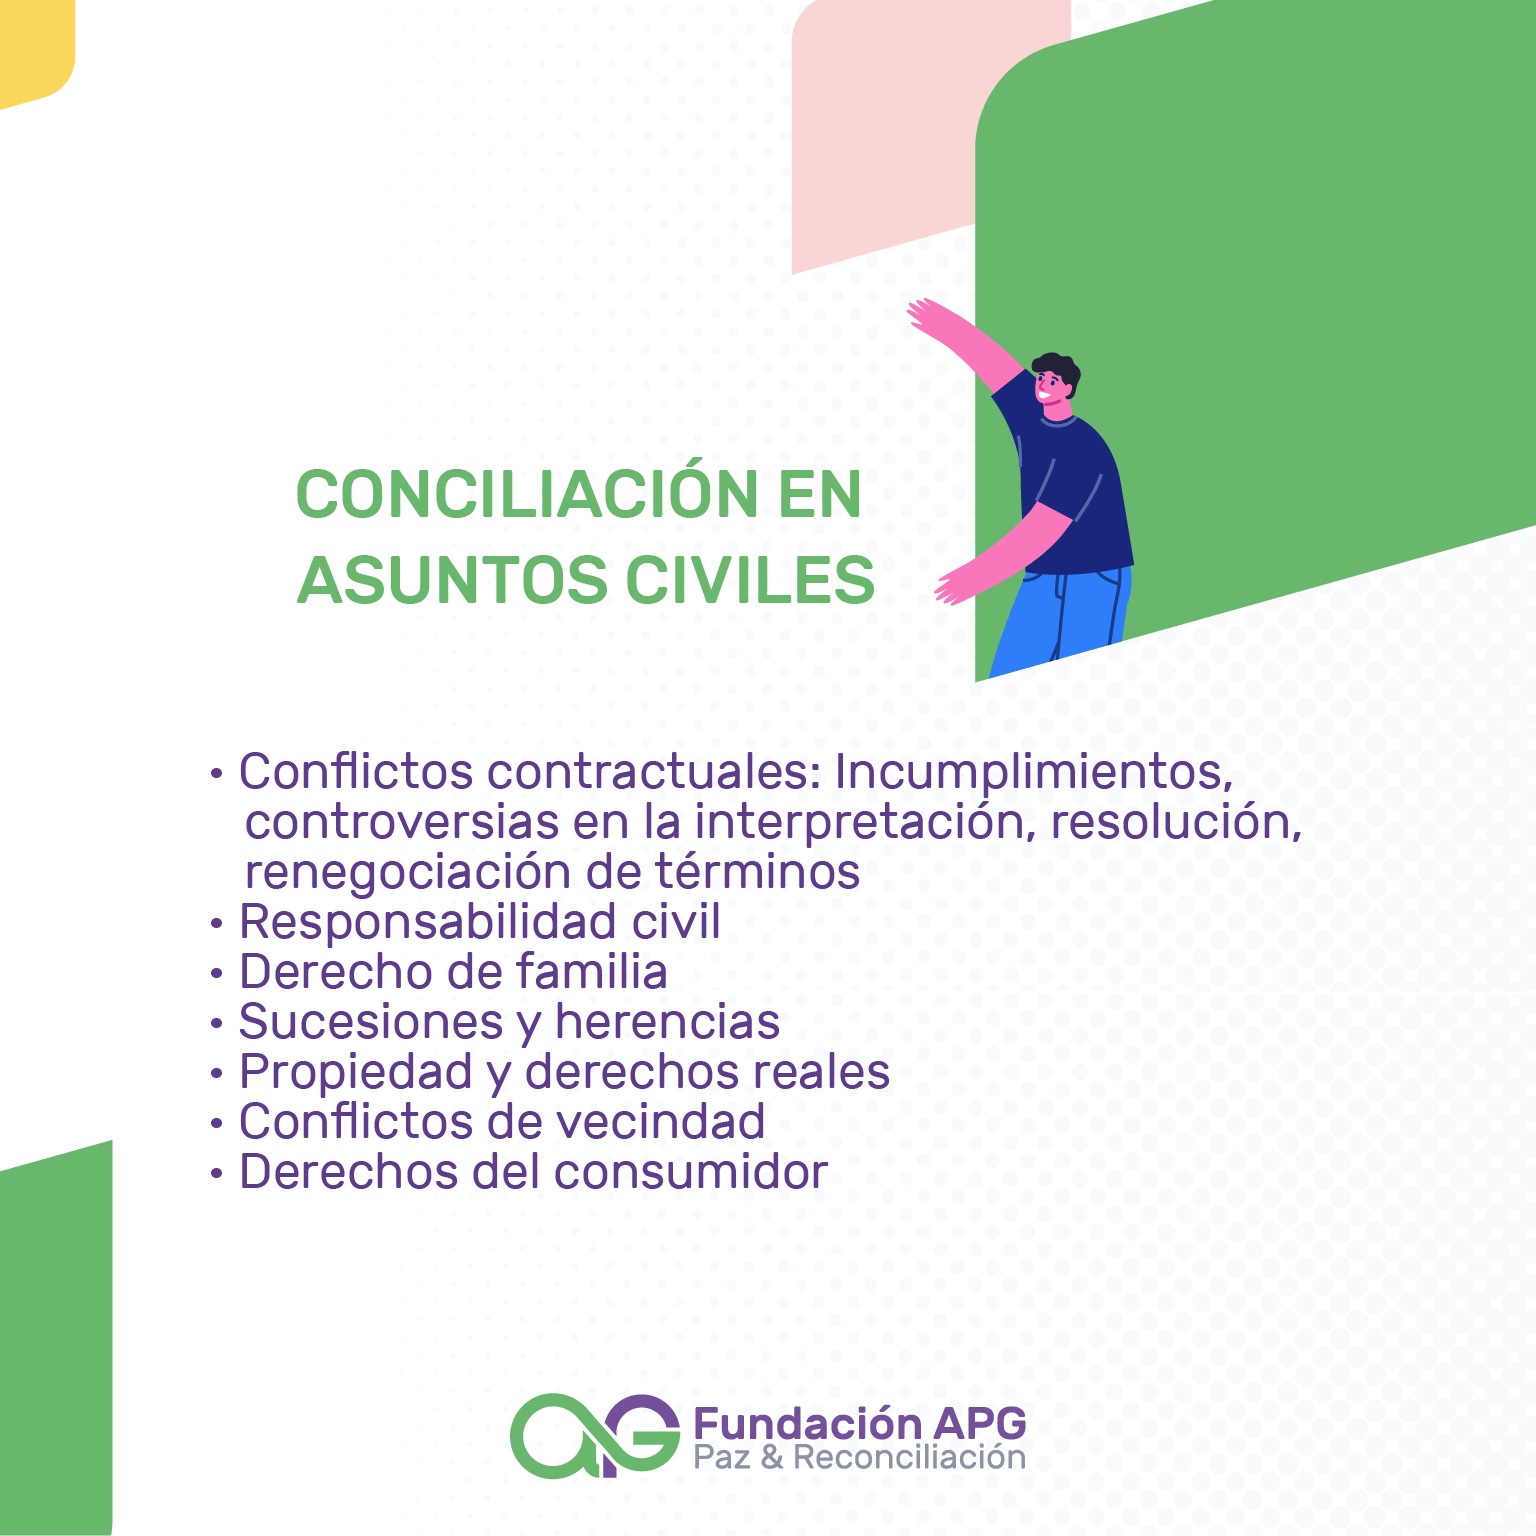 CONCILIACIÓN EN
ASUNTOS CIVILES
• Conflictos contractuales: Incumplimientos,
controversias en la interpretación, resolución,
renegociación de términos
• Responsabilidad civil
• Derecho de familia
• Sucesiones y herencias
• Propiedad y derechos reales
• Conflictos de vecindad
• Derechos del consumidor
Fundación APG
Paz & Reconciliación